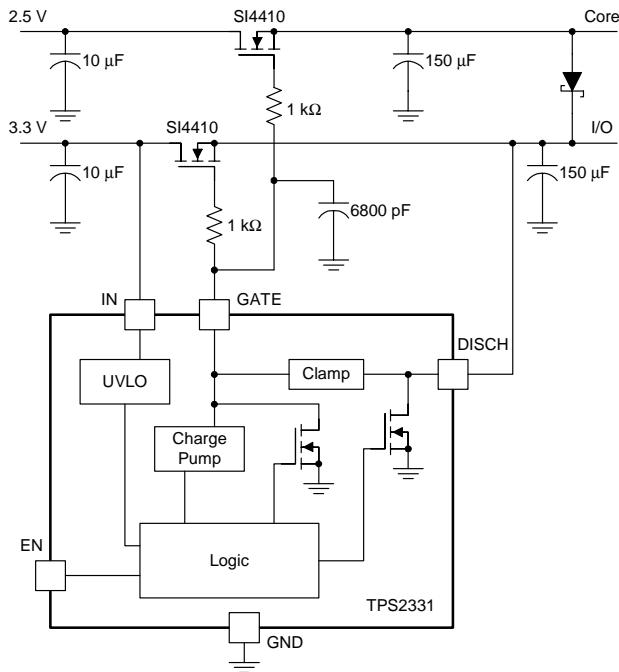 2.5 V
SI4410
Core
10 μF
150 μF
1 kΩ
3.3 V
SI4410
I/O
10 μF
150 μF
6800 pF
1 kΩ
IN
GATE
DISCH
UVLO
Clamp
Charge
Pump
EN
Logic
TPS2331
GND